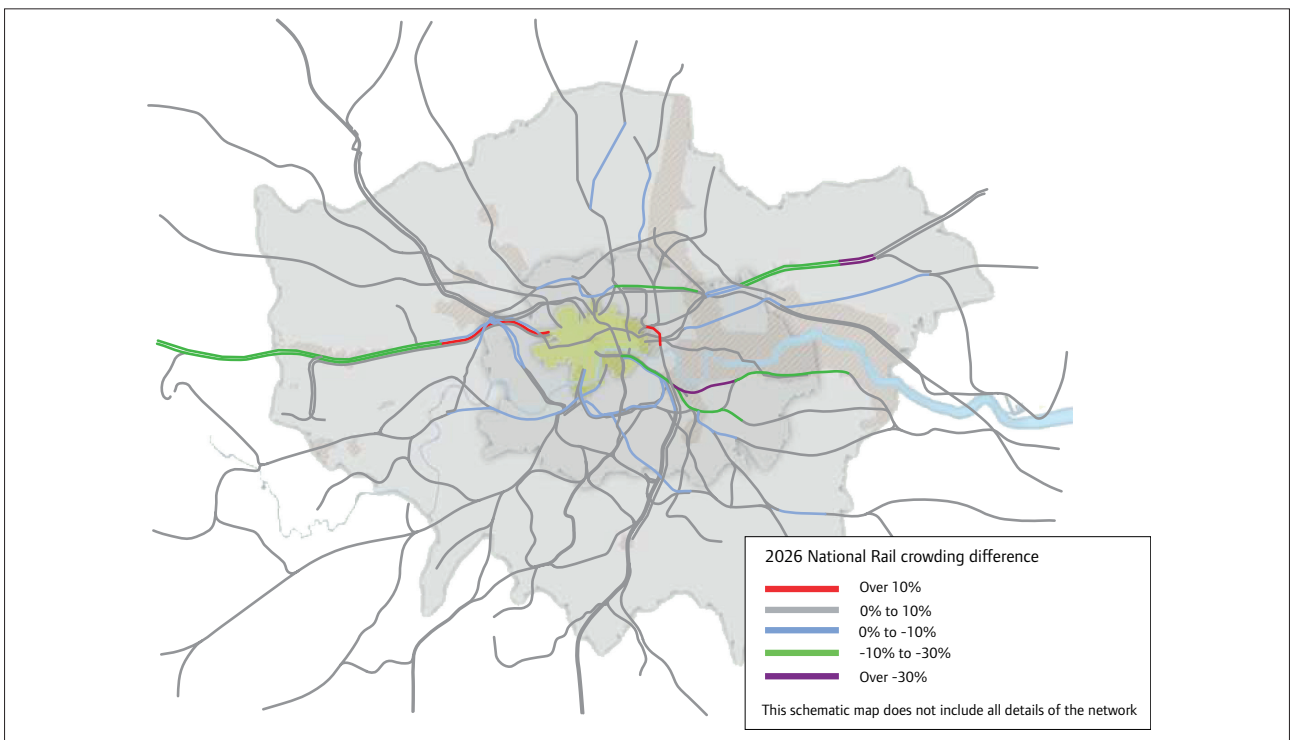 2026 National Rail crowding difference
Over 10%
0% to 10%
0% to -10%
-10% to -30%
Over -30%
This schematic map does not include all details of the network